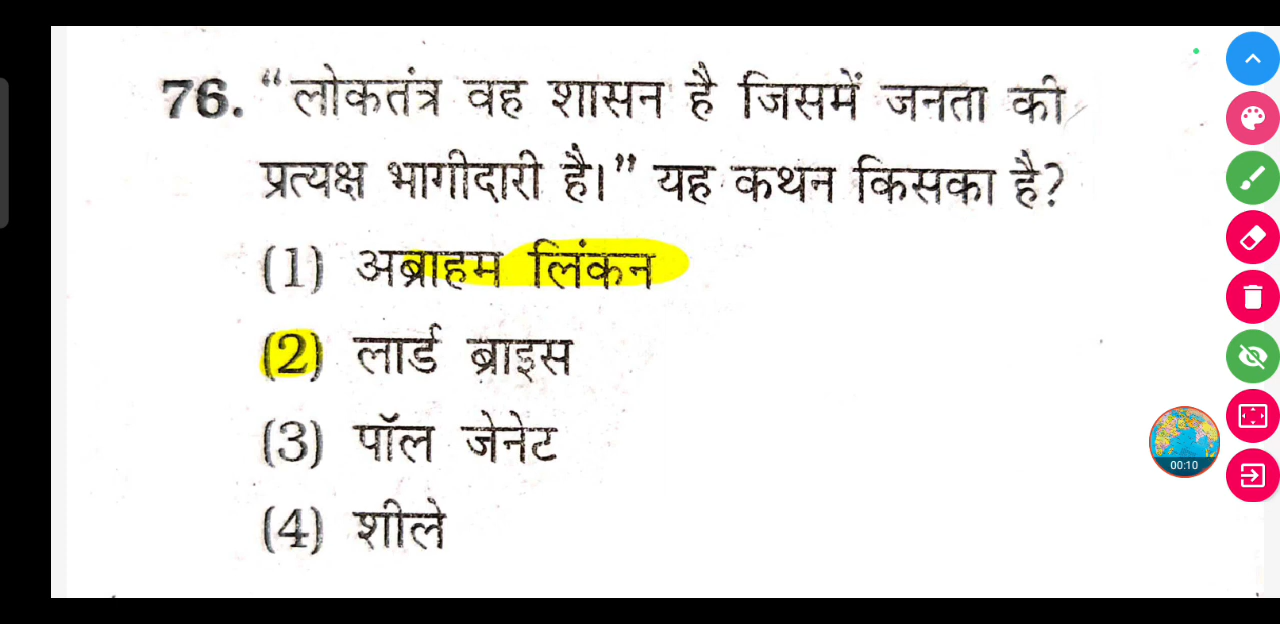 76. “लोकतंत्र वह शासन है जिसमें जनता की
प्रत्यक्ष भागीदारी है।” यह कथन किसका है?
(1) अब्राहम लिंकन
(2) लार्ड ब्राइस
(3) पॉल जेनेट
(4) शीले
00:10